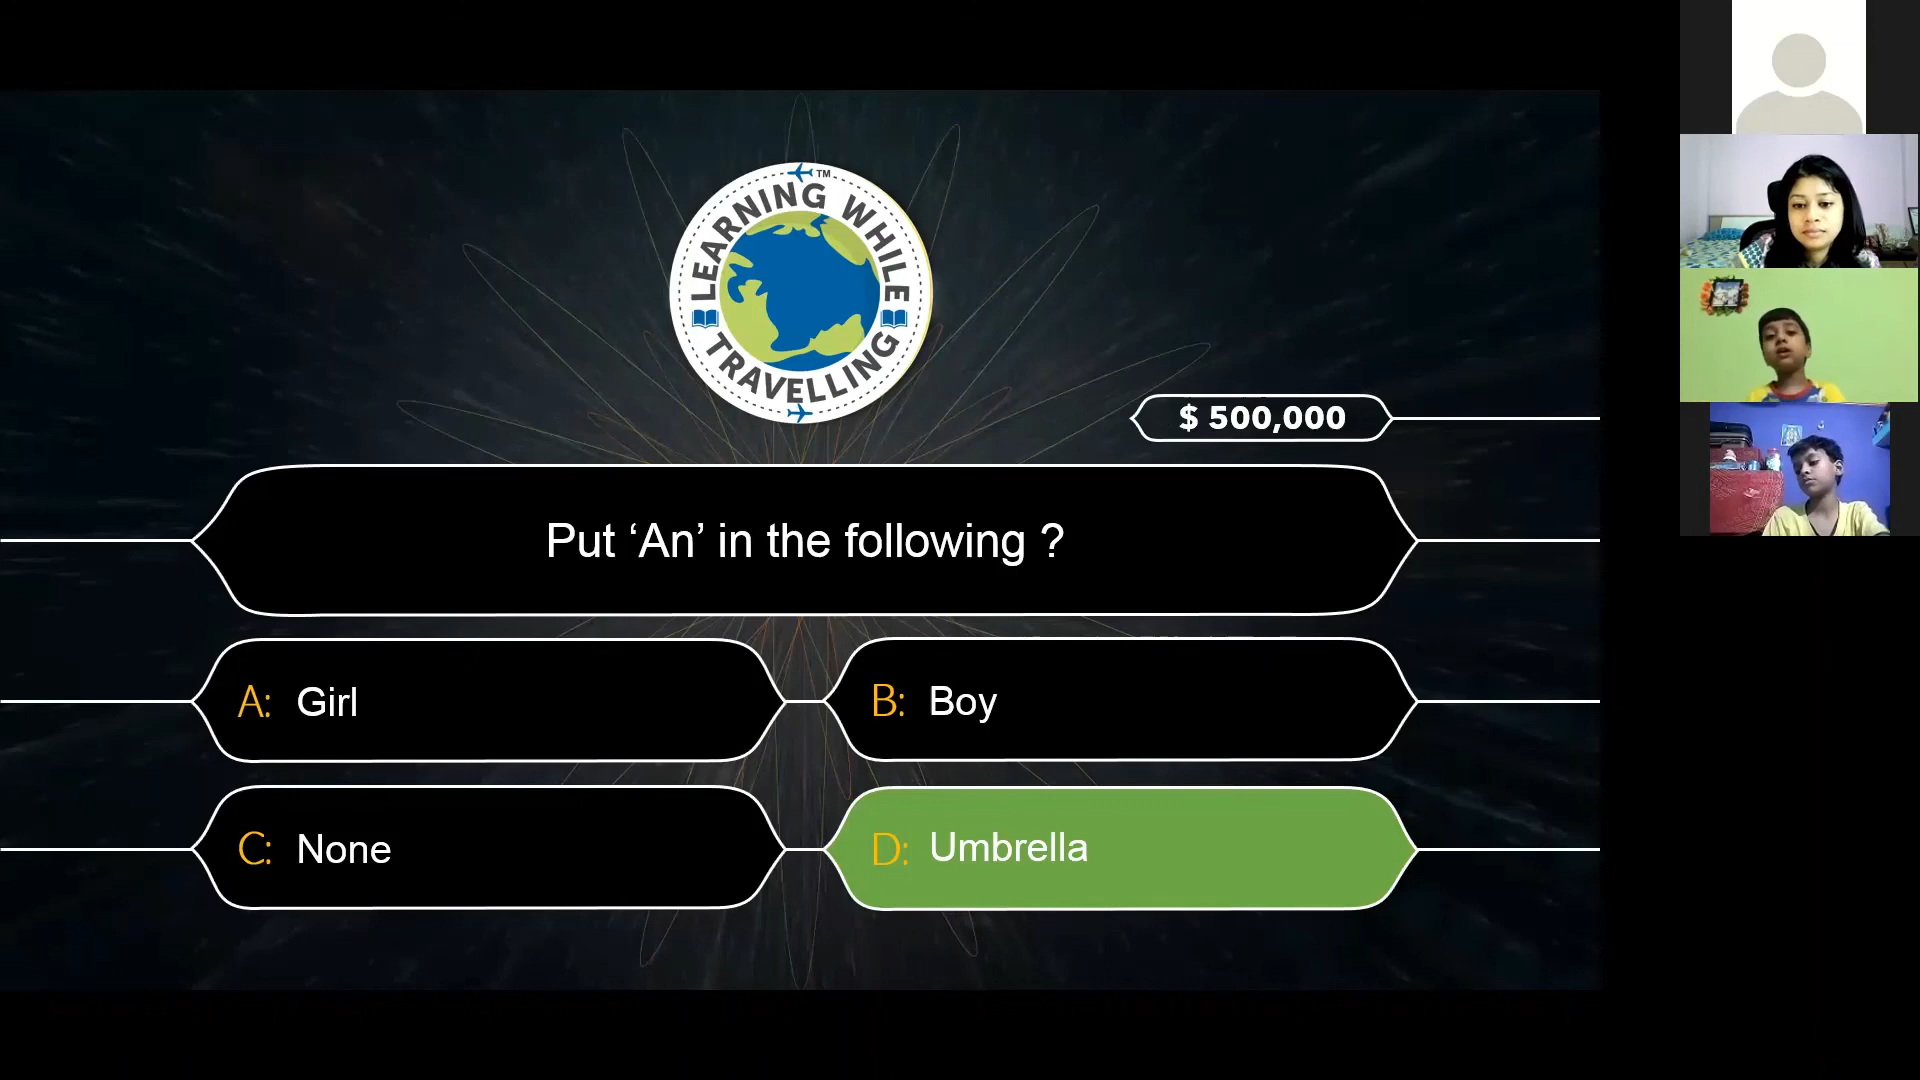 LEARNING WHILE
TRAVELLING
TM
$ 500,000
Put ‘An’ in the following ?
A: Girl
B: Boy
C: None
D: Umbrella